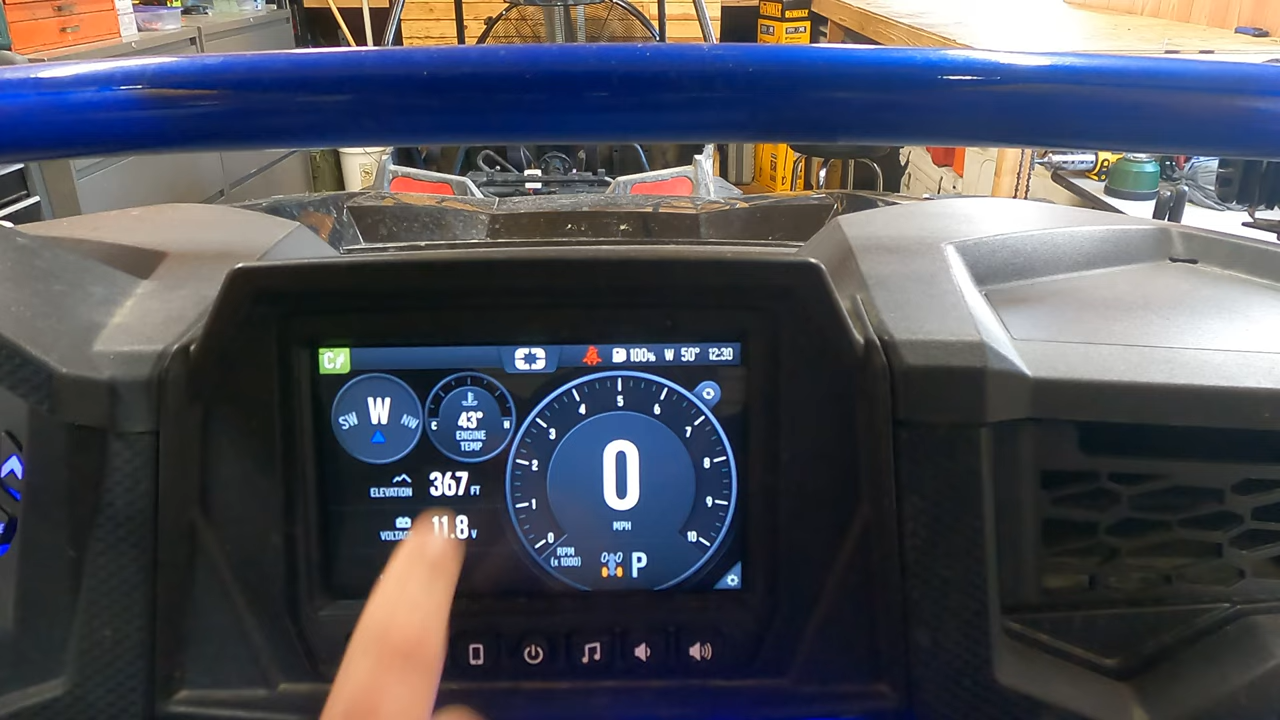 DEWALT
100% W 50° 12:30
SW W NW
C 43° H
ENGINE
TEMP
ELEVATION 367 FT
11.8 V
0 1 2 3 4 5 6 7 8 9 10
0
MPH
RPM
(x 1000)
P